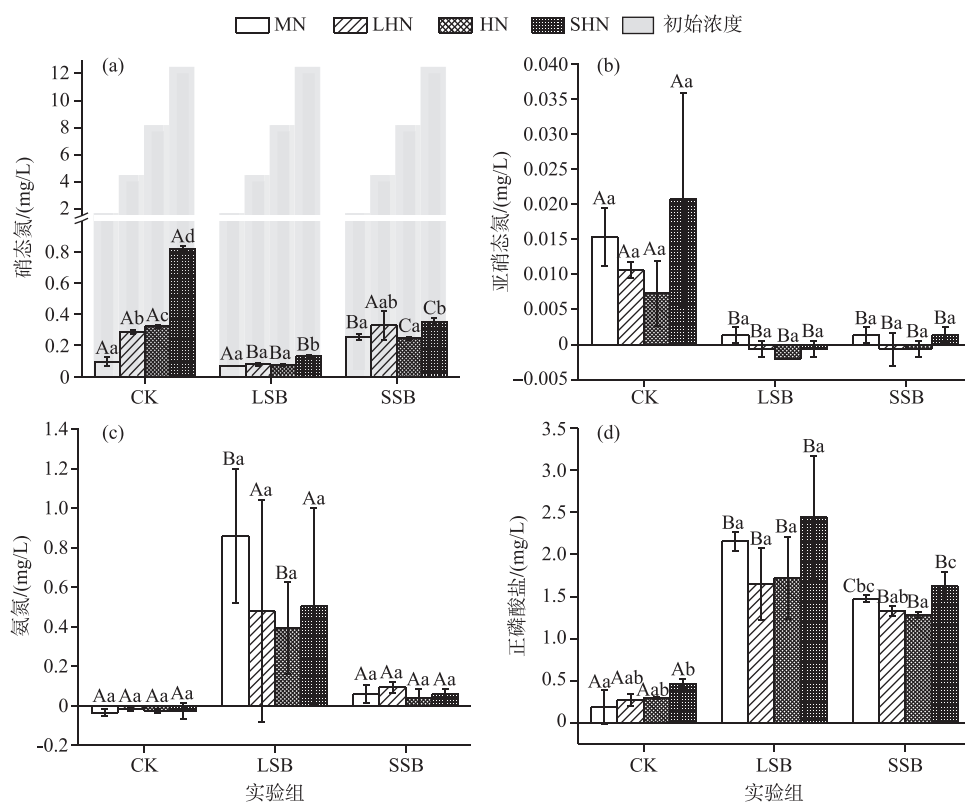 MN LHN HN SHN 初始浓度
(a)
硝态氮/(mg/L)
12
10
8
6
4
2
0.8
0.6
0.4
0.2
0
Aa Ab Ac Ad
Aa Ba Ba Bb
Ba Aab Ca Cb
CK LSB SSB
(b)
亚硝态氮/(mg/L)
0.040
0.035
0.030
0.025
0.020
0.015
0.010
0.005
0
−0.005
Aa Aa Aa Aa
Ba Ba Ba Ba
Ba Ba Ba Ba
CK LSB SSB
(c)
氨氮/(mg/L)
1.4
1.2
1.0
0.8
0.6
0.4
0.2
0
-0.2
Aa Aa Aa Aa
Ba Aa Ba Aa
Aa Aa Aa Aa
CK LSB SSB
实验组
(d)
正磷酸盐/(mg/L)
3.5
3.0
2.5
2.0
1.5
1.0
0.5
0
Aa Aab Aab Ab
Ba Ba Ba Ba
Cbc Bab Ba Bc
CK LSB SSB
实验组